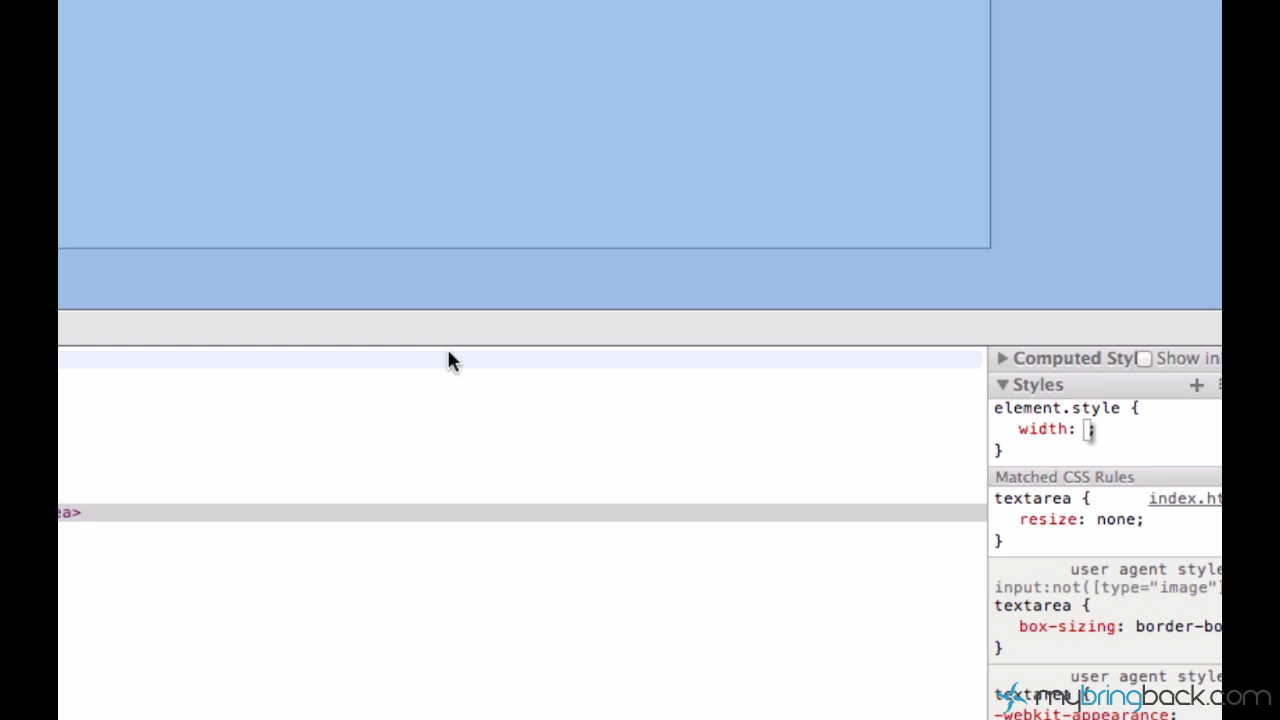 Computed Styl Show in
Styles +
element.style {
width: ;
}
ea>
Matched CSS Rules
textarea { index.ht
resize: none;
}
user agent style
input:not([type="image"]
textarea {
box-sizing: border-bo
}
user agent style
textarea {
-webkit-appearance:
mybringback.com